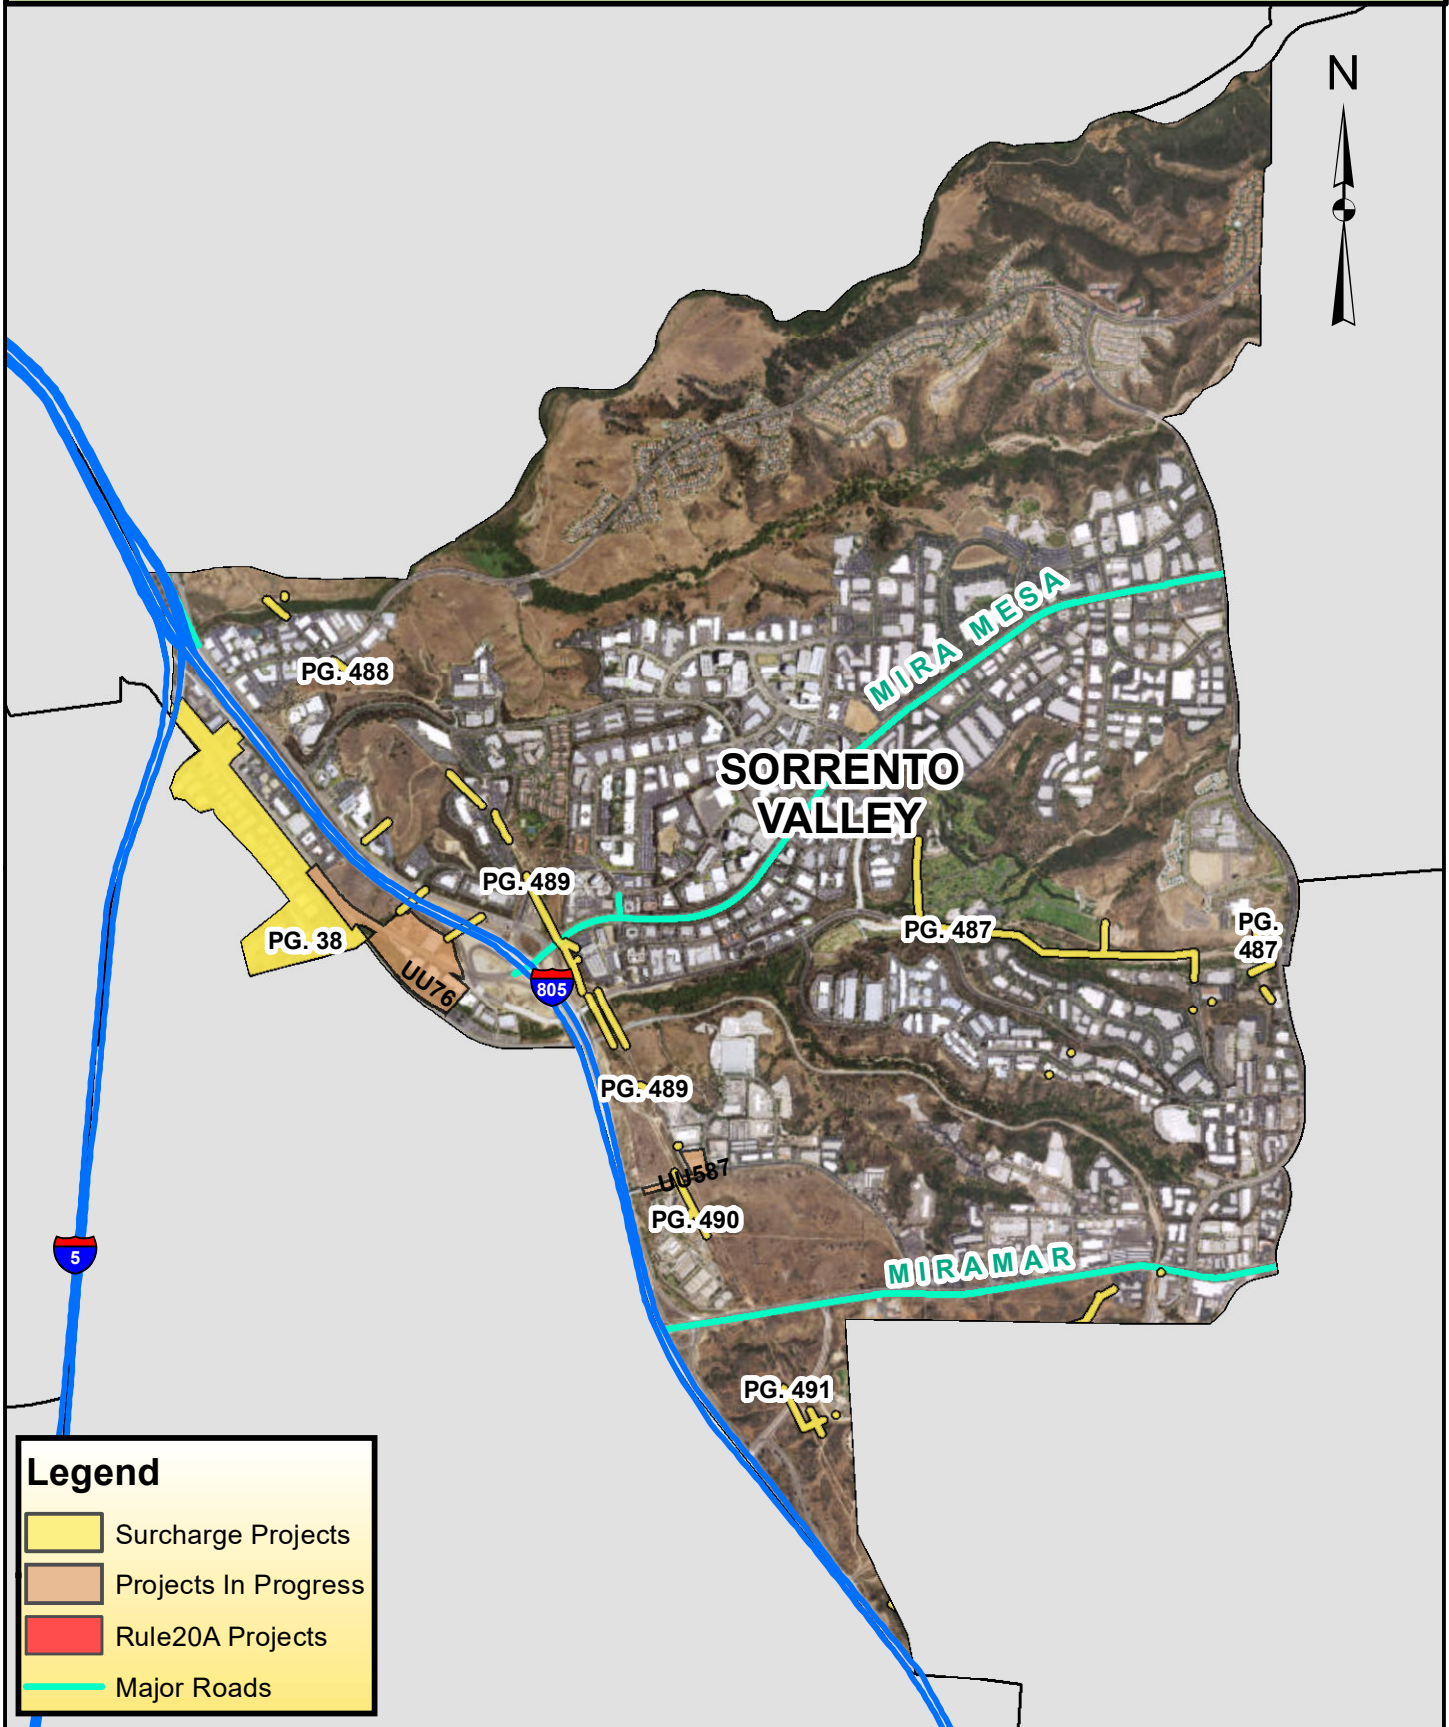 N
MIRA MESA
PG. 488
SORRENTO
VALLEY
PG. 489
PG. 487
PG.
487
PG. 38
UU76
805
PG. 489
UU587
PG. 490
5
MIRAMAR
PG. 491
Legend
Surcharge Projects
Projects In Progress
Rule20A Projects
Major Roads